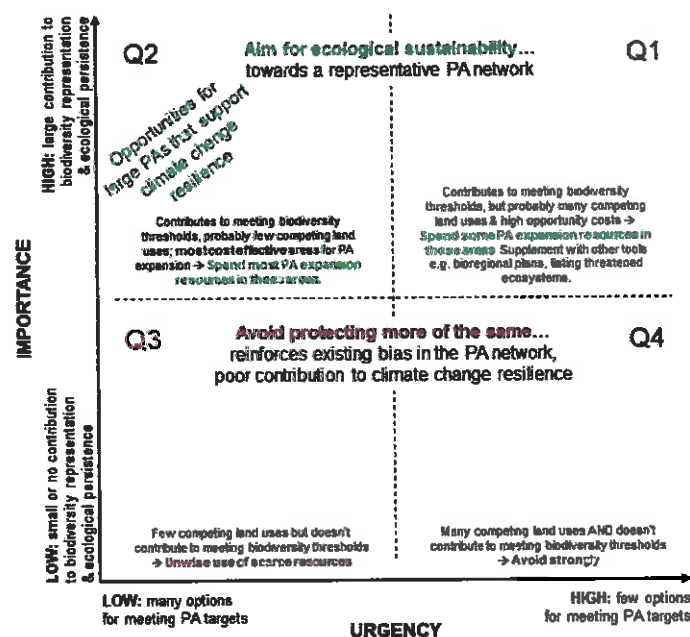 Q2
Aim for ecological sustainability...
towards a representative PA network
Q1
HIGH: large contribution to
biodiversity representation
& ecological persistence
Opportunities for
large PAs that support
climate change
resilience
Contributes to meeting biodiversity
thresholds, probably few competing land
uses; most cost effective areas for PA
expansion → Spend most PA expansion
resources in these areas.
Contributes to meeting biodiversity
thresholds, but probably many competing
land uses & high opportunity costs →
Spend some PA expansion resources in
these areas. Supplement with other tools
e.g. bioregional plans, listing threatened
ecosystems.
IMPORTANCE
Q3
Avoid protecting more of the same...
reinforces existing bias in the PA network,
poor contribution to climate change resilience
Q4
LOW: small or no contribution
to biodiversity representation
& ecological persistence
Few competing land uses but doesn't
contribute to meeting biodiversity thresholds
→ Unwise use of scarce resources
Many competing land uses AND doesn't
contribute to meeting biodiversity thresholds
→ Avoid strongly
LOW: many options
for meeting PA targets
HIGH: few options
for meeting PA targets
URGENCY